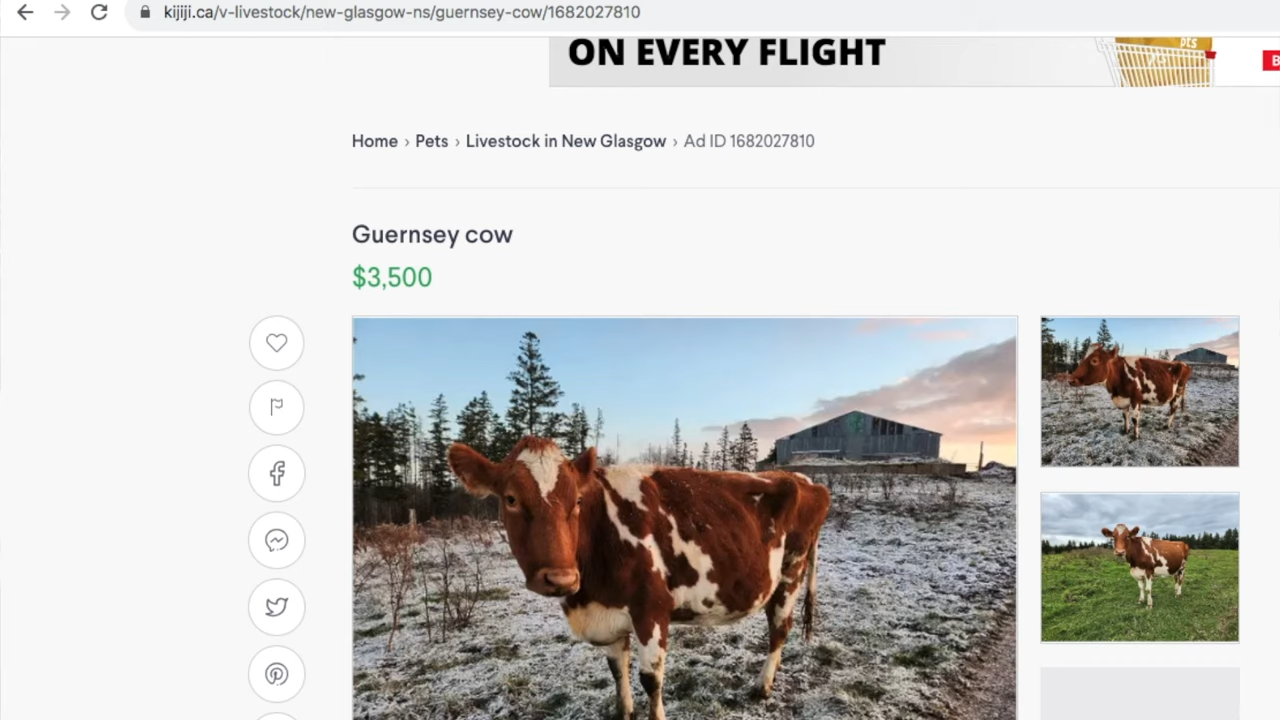 kijiji.ca/v-livestock/new-glasgow-ns/guernsey-cow/1682027810
ON EVERY FLIGHT
pts
B
Home › Pets › Livestock in New Glasgow › Ad ID 1682027810
Guernsey cow
$3,500